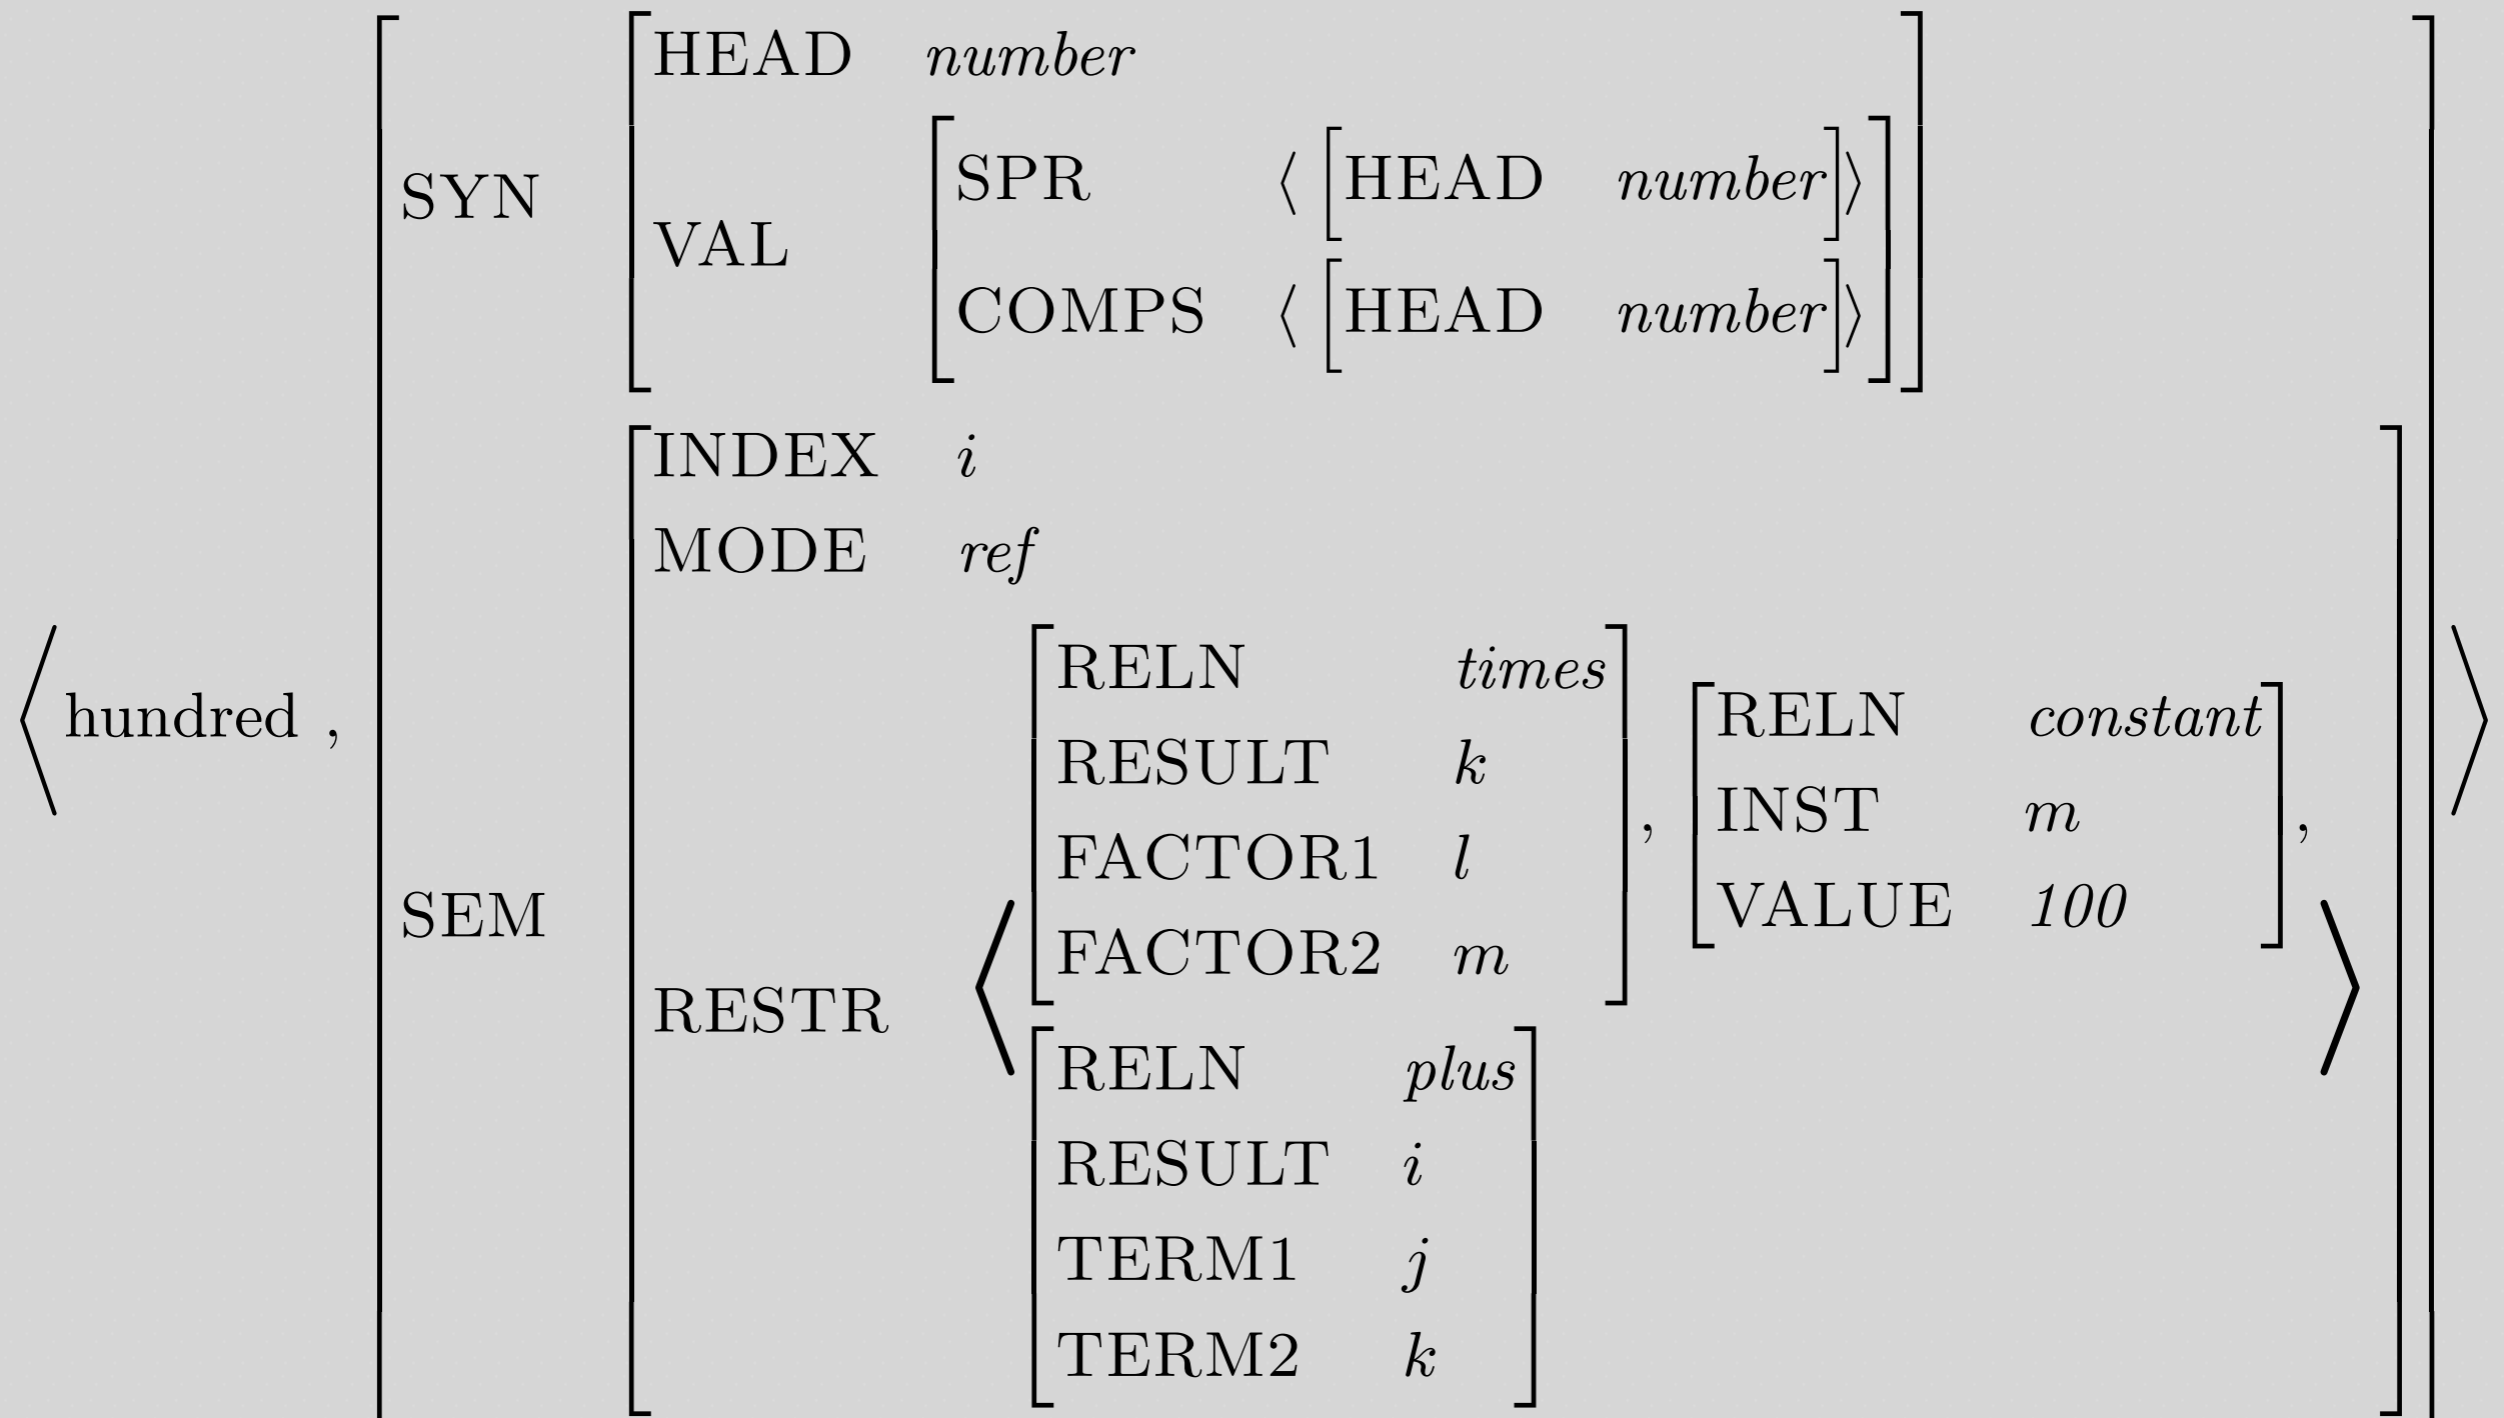 HEAD number
SPR ⟨ [HEAD number] ⟩
SYN
VAL
COMPS ⟨ [HEAD number] ⟩
INDEX i
MODE ref
RELN times
RELN constant
⟨ hundred ,
RESULT k
, INST m ,
FACTOR1 l
SEM
VALUE 100
FACTOR2 m
RESTR ⟨ ⟩
RELN plus
RESULT i
TERM1 j
TERM2 k